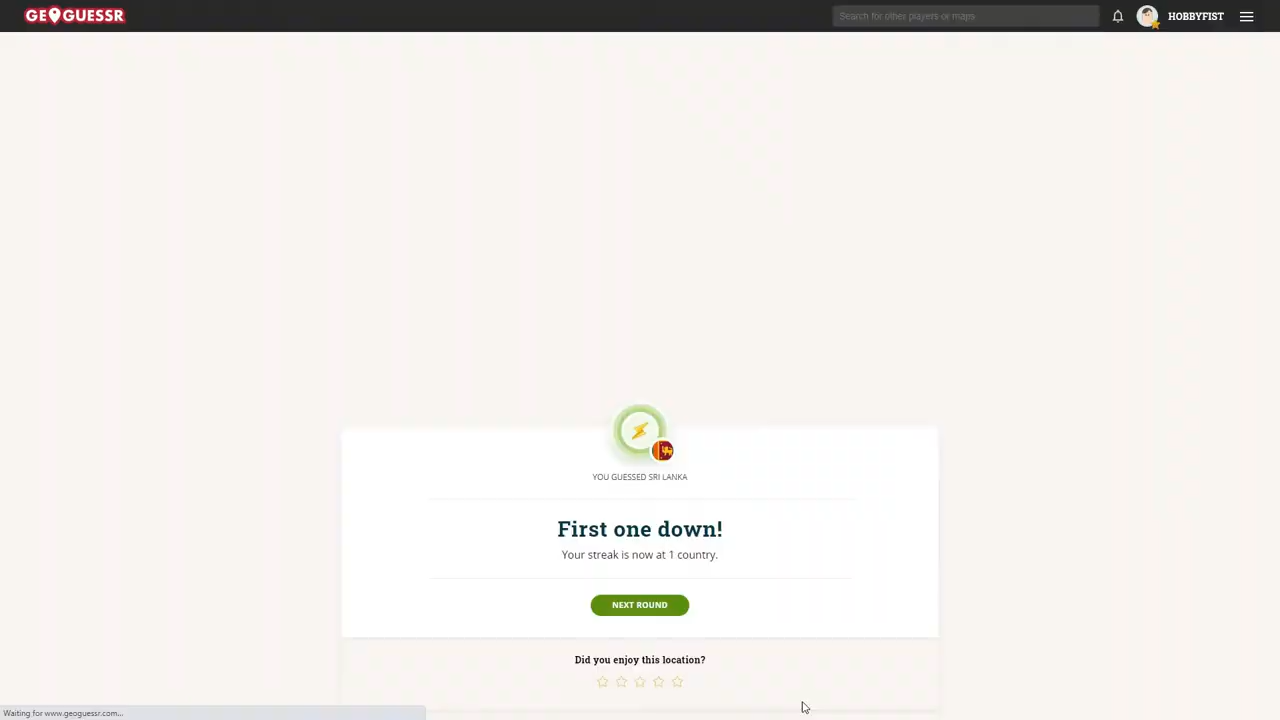 GEOGUESSR
Search for other players or maps
HOBBYFIST
YOU GUESSED SRI LANKA
First one down!
Your streak is now at 1 country.
NEXT ROUND
Did you enjoy this location?
Waiting for www.geoguessr.com...